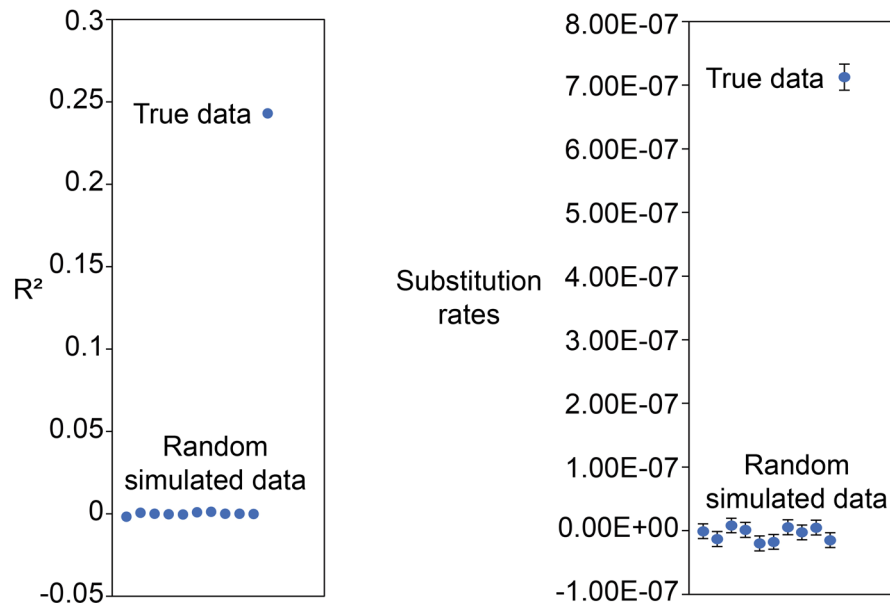 0.3
0.25
0.2
0.15
0.1
0.05
0
-0.05
R²
True data
Random
simulated data
Substitution
rates
8.00E-07
7.00E-07
6.00E-07
5.00E-07
4.00E-07
3.00E-07
2.00E-07
1.00E-07
0.00E+00
-1.00E-07
True data
Random
simulated data